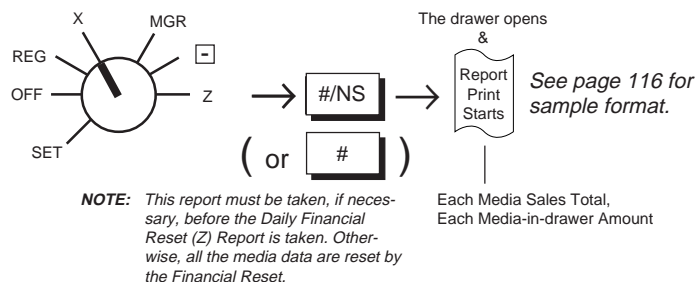 X
MGR
REG
-
OFF
Z
SET
#/NS
( or # )
The drawer opens
&
Report
Print
Starts
See page 116 for
sample format.
Each Media Sales Total,
Each Media-in-drawer Amount
NOTE: This report must be taken, if neces-
sary, before the Daily Financial
Reset (Z) Report is taken. Other-
wise, all the media data are reset by
the Financial Reset.